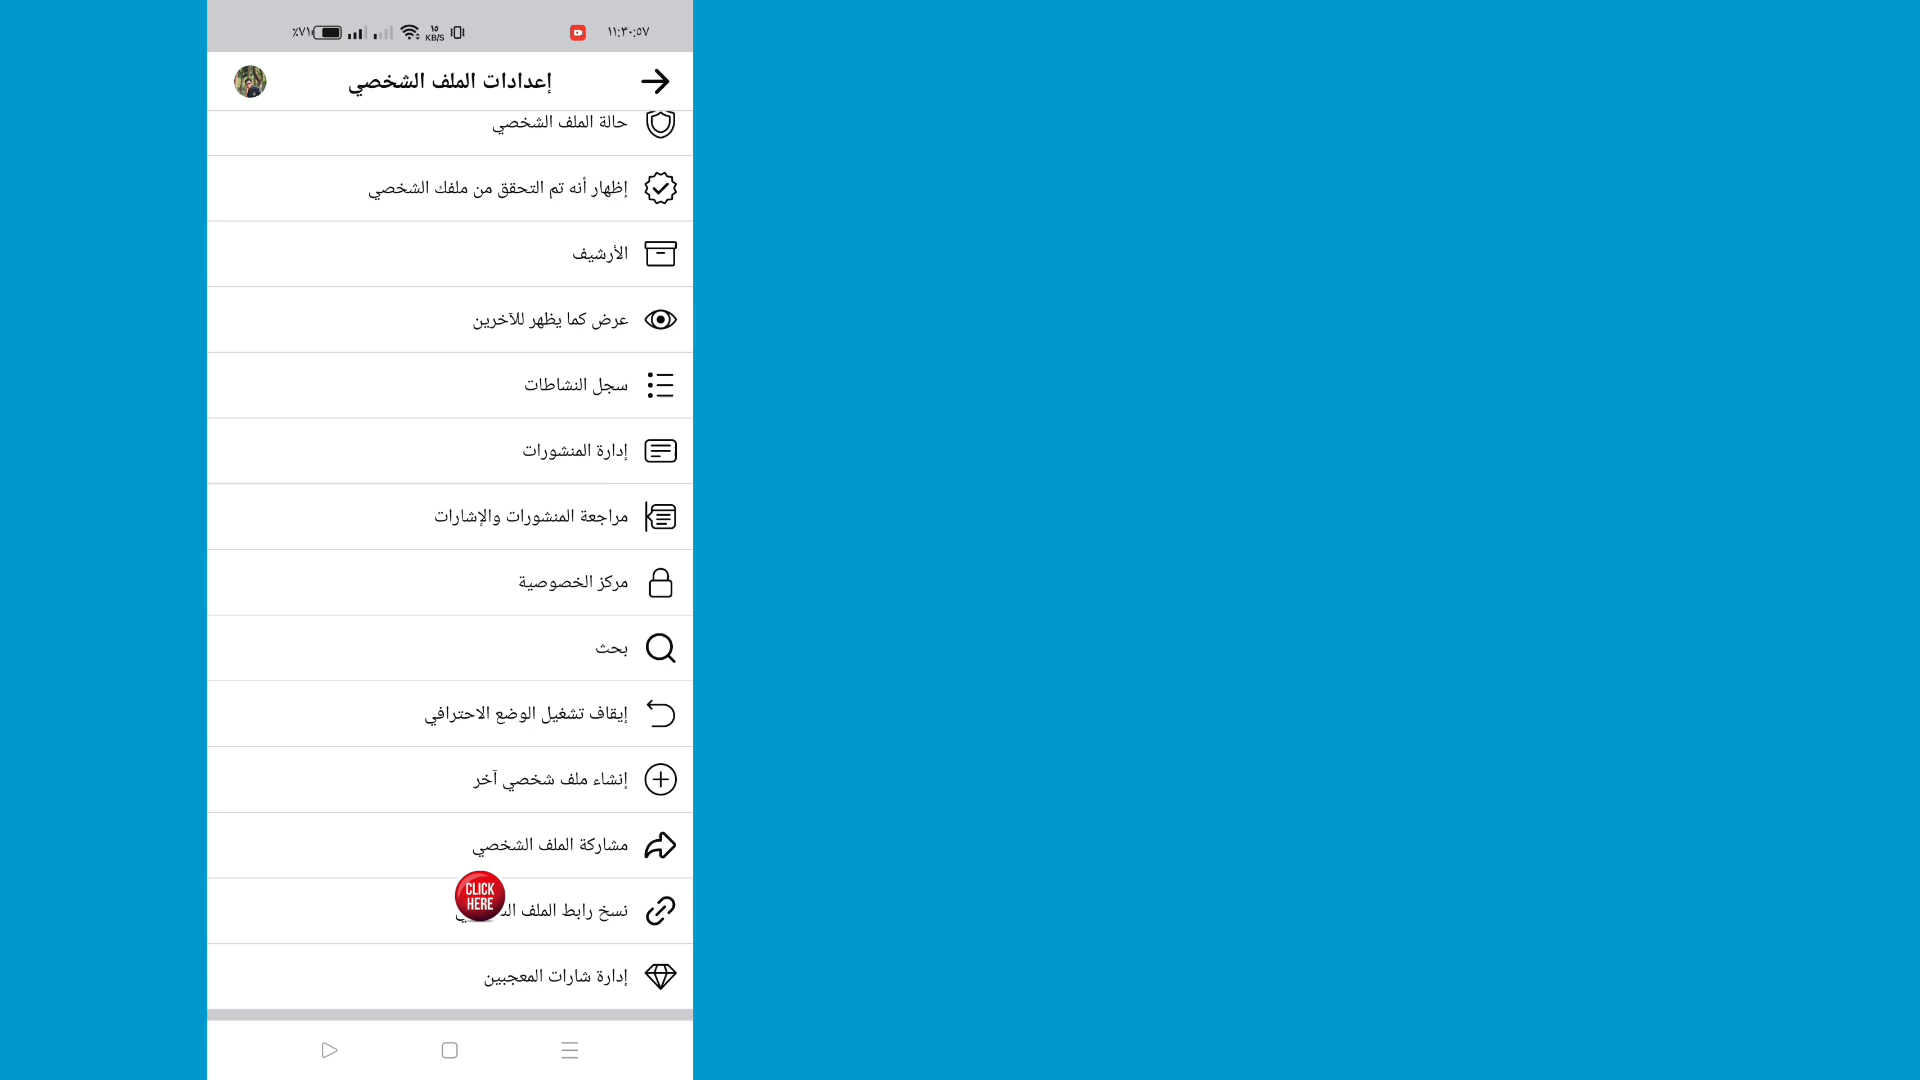 ١١:٣٠:٥٧
١٥
KB/S
٪٧١
إعدادات الملف الشخصي
حالة الملف الشخصي
إظهار أنه تم التحقق من ملفك الشخصي
الأرشيف
عرض كما يظهر للآخرين
سجل النشاطات
إدارة المنشورات
مراجعة المنشورات والإشارات
مركز الخصوصية
بحث
إيقاف تشغيل الوضع الاحترافي
إنشاء ملف شخصي آخر
مشاركة الملف الشخصي
CLICK
HERE
نسخ رابط الملف
إدارة شارات المعجبين